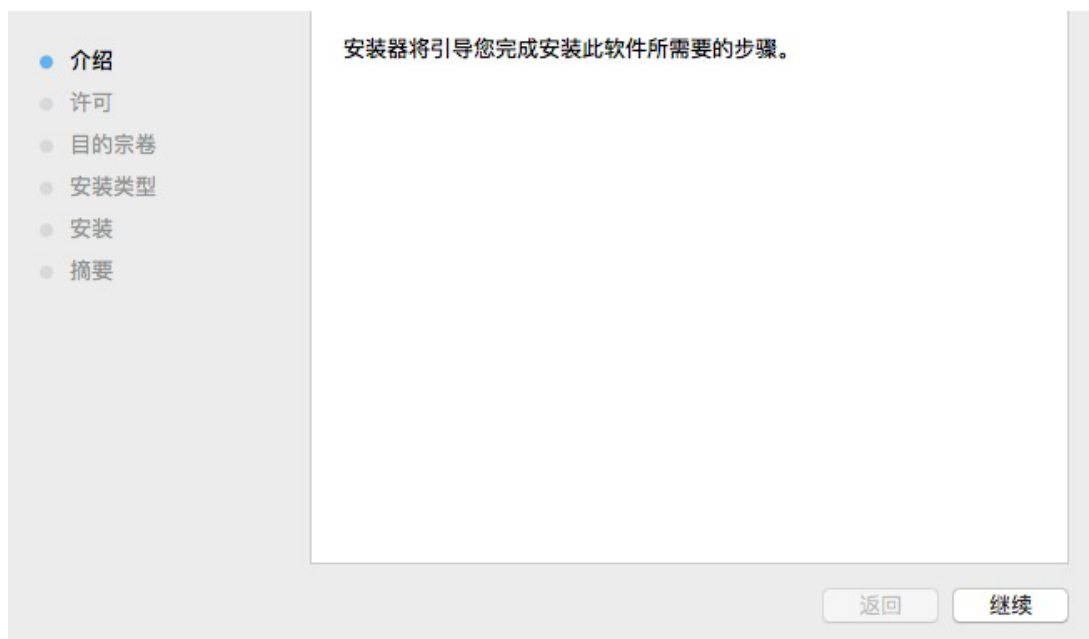 介绍
许可
目的宗卷
安装类型
安装
摘要
安装器将引导您完成安装此软件所需要的步骤。
返回
继续